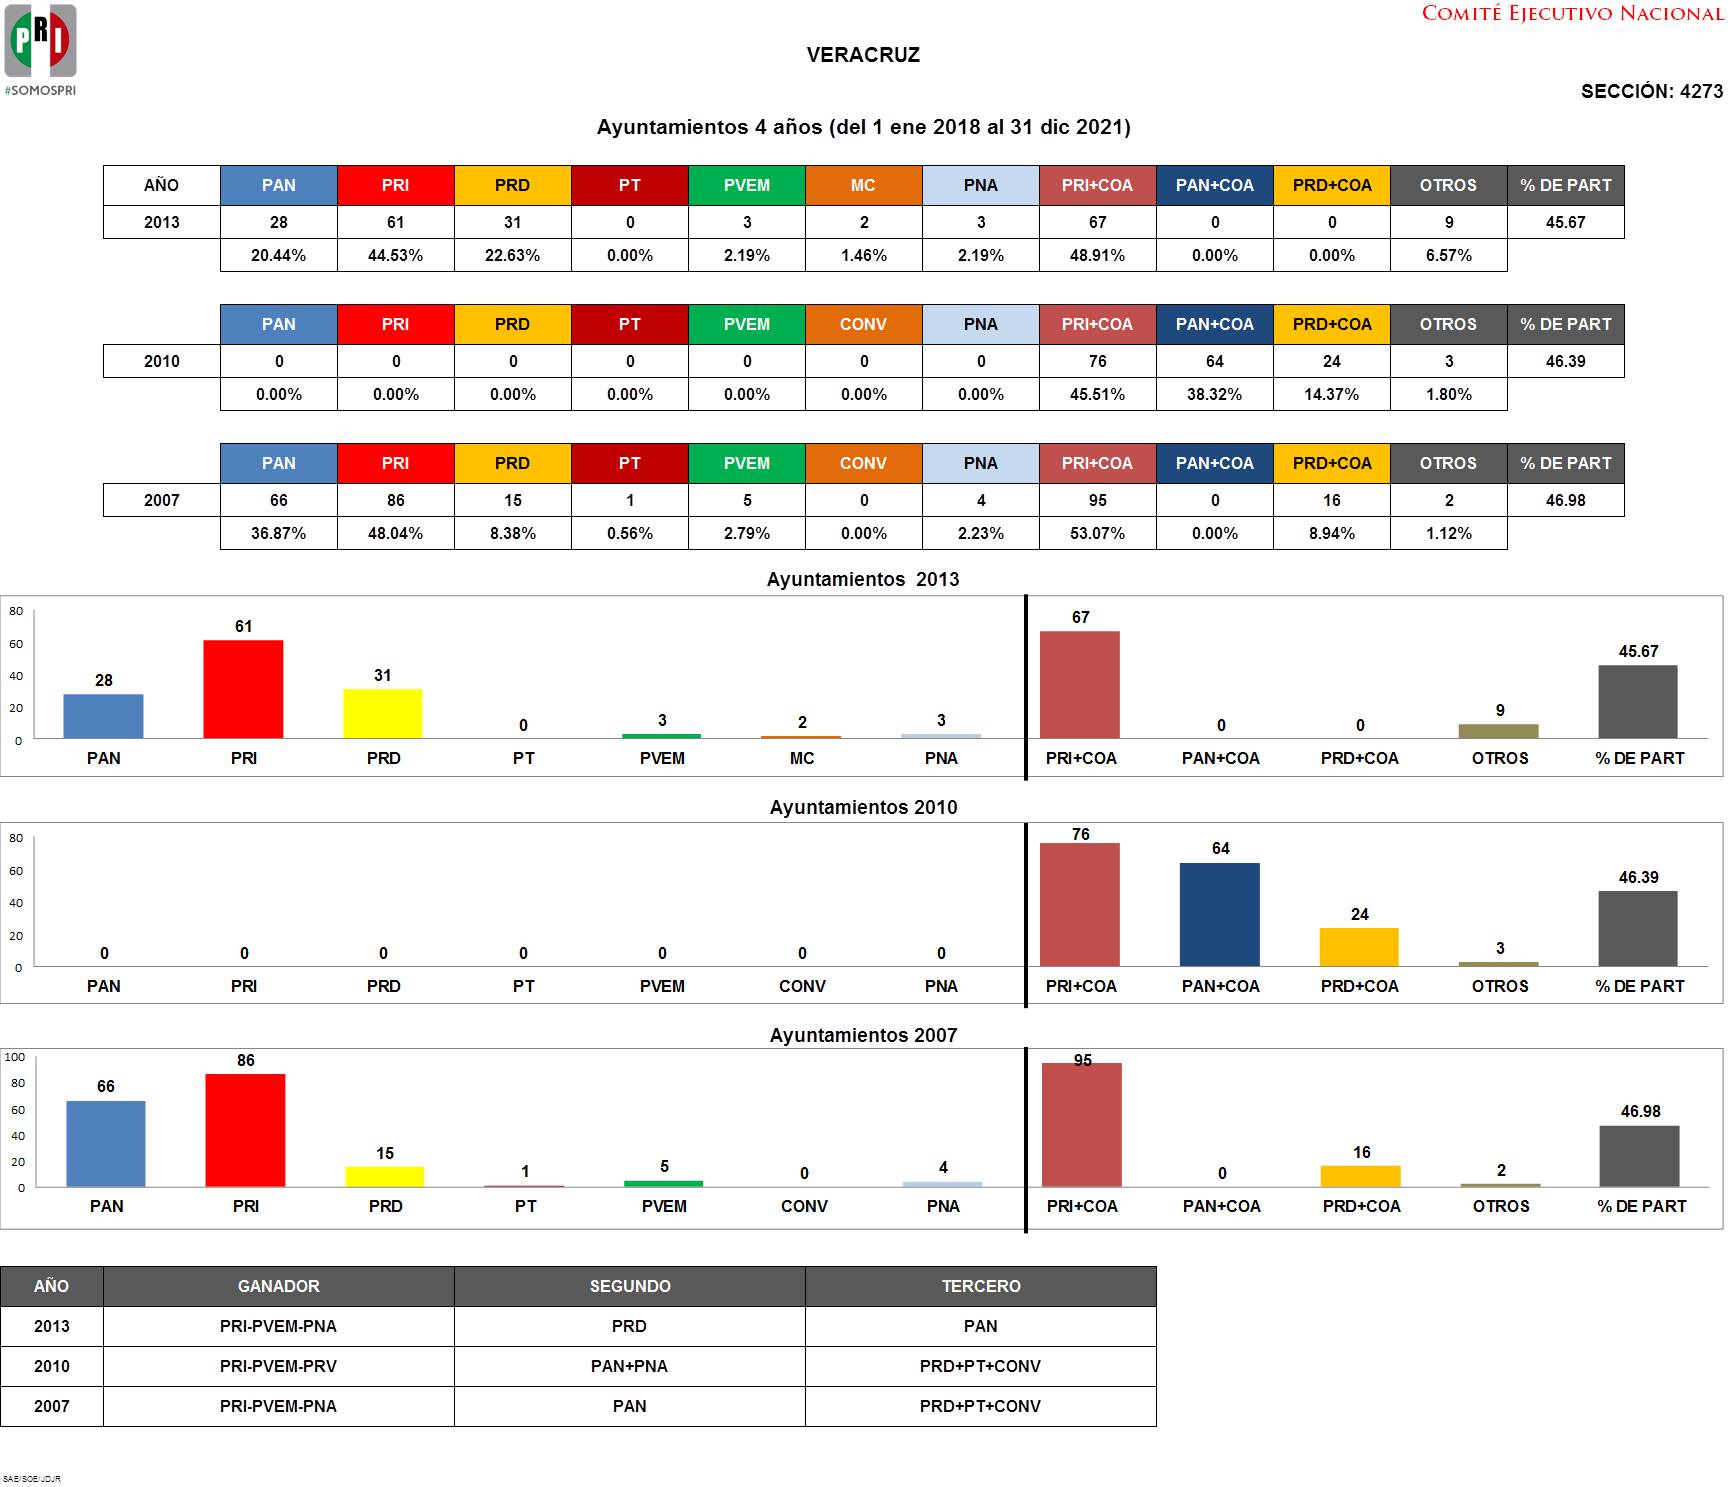 PRI
#SOMOSPRI
COMITÉ EJECUTIVO NACIONAL
VERACRUZ
SECCIÓN: 4273
Ayuntamientos 4 años (del 1 ene 2018 al 31 dic 2021)
AÑO PAN PRI PRD PT PVEM MC PNA PRI+COA PAN+COA PRD+COA OTROS % DE PART
2013 28 61 31 0 3 2 3 67 0 0 9 45.67
20.44% 44.53% 22.63% 0.00% 2.19% 1.46% 2.19% 48.91% 0.00% 0.00% 6.57%
PAN PRI PRD PT PVEM CONV PNA PRI+COA PAN+COA PRD+COA OTROS % DE PART
2010 0 0 0 0 0 0 0 76 64 24 3 46.39
0.00% 0.00% 0.00% 0.00% 0.00% 0.00% 0.00% 45.51% 38.32% 14.37% 1.80%
PAN PRI PRD PT PVEM CONV PNA PRI+COA PAN+COA PRD+COA OTROS % DE PART
2007 66 86 15 1 5 0 4 95 0 16 2 46.98
36.87% 48.04% 8.38% 0.56% 2.79% 0.00% 2.23% 53.07% 0.00% 8.94% 1.12%
Ayuntamientos 2013
80
60
40
20
0
28 61 31 0 3 2 3 67 0 0 9 45.67
PAN PRI PRD PT PVEM MC PNA PRI+COA PAN+COA PRD+COA OTROS % DE PART
Ayuntamientos 2010
80
60
40
20
0
0 0 0 0 0 0 0 76 64 24 3 46.39
PAN PRI PRD PT PVEM CONV PNA PRI+COA PAN+COA PRD+COA OTROS % DE PART
Ayuntamientos 2007
100
80
60
40
20
0
66 86 15 1 5 0 4 95 0 16 2 46.98
PAN PRI PRD PT PVEM CONV PNA PRI+COA PAN+COA PRD+COA OTROS % DE PART
AÑO GANADOR SEGUNDO TERCERO
2013 PRI-PVEM-PNA PRD PAN
2010 PRI-PVEM-PRV PAN+PNA PRD+PT+CONV
2007 PRI-PVEM-PNA PAN PRD+PT+CONV
SAE/SOE/JDJR